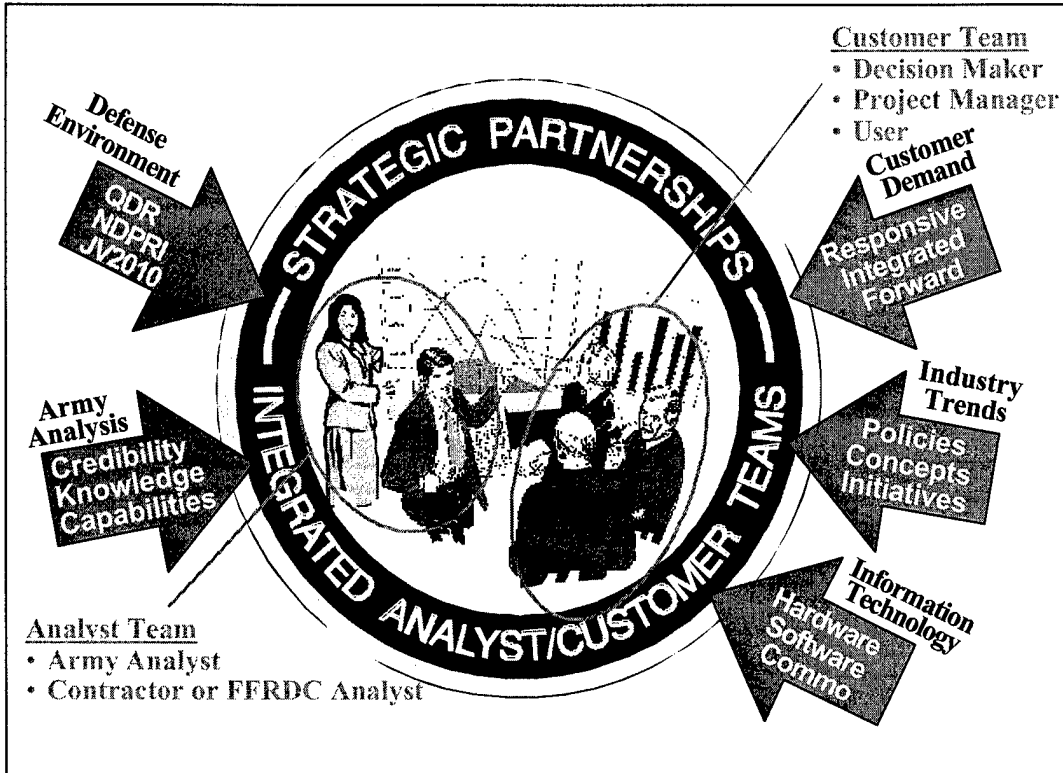 Customer Team
• Decision Maker
• Project Manager
• User
Defense
Environment
QDR
NDPRI
JV2010
STRATEGIC PARTNERSHIPS
Customer
Demand
Responsive
Integrated
Forward
Army
Analysis
Credibility
Knowledge
Capabilities
Industry
Trends
Policies
Concepts
Initiatives
INTEGRATED ANALYST/CUSTOMER TEAMS
Information
Technology
Hardware
Software
Commo
Analyst Team
• Army Analyst
• Contractor or FFRDC Analyst